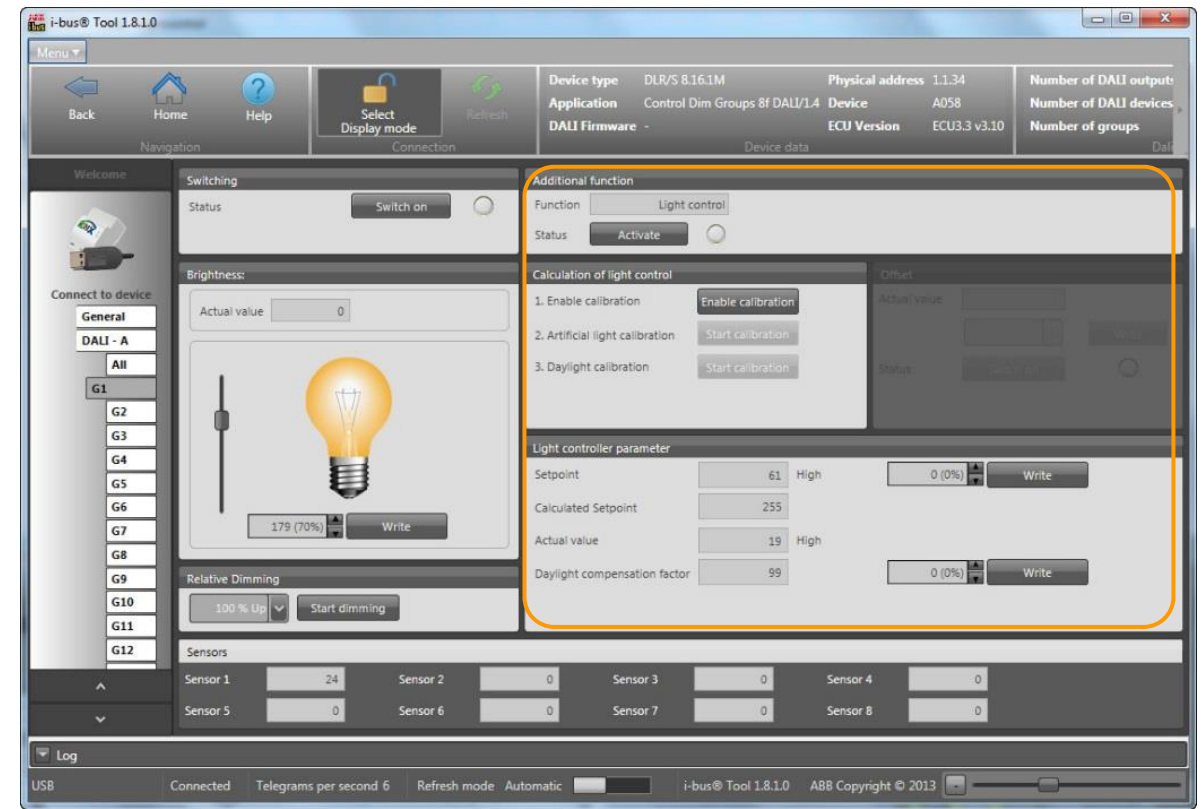 i-bus® Tool 1.8.1.0
Menu
Back
Home
Help
Navigation
Select
Display mode
Refresh
Connection
Device type DLR/S 8.16.1M
Application Control Dim Groups 8f DALI/1.4
DALI Firmware -
Physical address 1.1.34
Device A058
ECU Version ECU3.3 v3.10
Device data
Number of DALI outputs
Number of DALI devices
Number of groups
Dali
Welcome
Connect to device
General
DALI - A
All
G1
G2
G3
G4
G5
G6
G7
G8
G9
G10
G11
G12
Switching
Status Switch on
Brightness:
Actual value 0
179 (70%) Write
Relative Dimming
100 % Up Start dimming
Additional function
Function Light control
Status Activate
Calculation of light control
1. Enable calibration Enable calibration
2. Artificial light calibration Start calibration
3. Daylight calibration Start calibration
Offset
Actual value
Status
Light controller parameter
Setpoint 61 High 0 (0%) Write
Calculated Setpoint 255
Actual value 19 High
Daylight compensation factor 99 0 (0%) Write
Sensors
Sensor 1 24 Sensor 2 0 Sensor 3 0 Sensor 4 0
Sensor 5 0 Sensor 6 0 Sensor 7 0 Sensor 8 0
Log
USB Connected Telegrams per second 6 Refresh mode Automatic i-bus® Tool 1.8.1.0 ABB Copyright © 2013